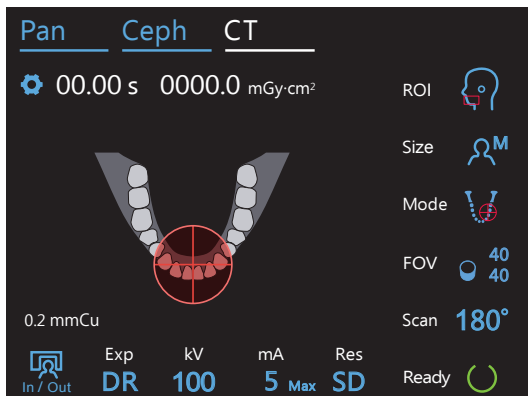 Pan Ceph CT
00.00 s 0000.0 mGy·cm²
ROI
Size M
Mode
FOV 40
40
0.2 mmCu
Scan 180°
Exp kV mA Res
In / Out DR 100 5 Max SD
Ready